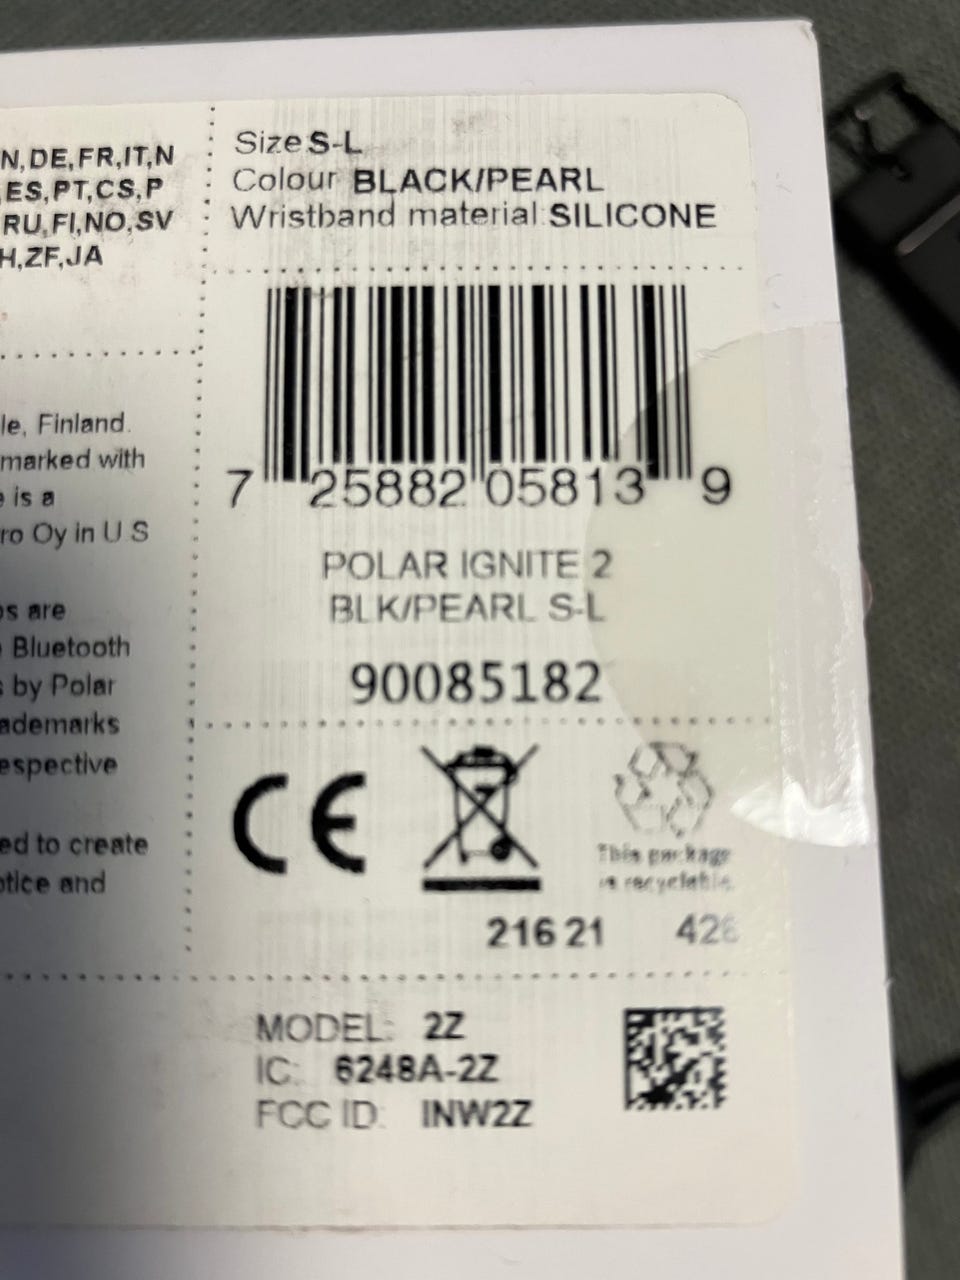 N,DE,FR,IT,N
,ES,PT,CS,P
RU,FI,NO,SV
H,ZF,JA
le, Finland.
marked with
e is a
ro Oy in U S
os are
Bluetooth
s by Polar
ademarks
espective
ed to create
otice and
Size S-L
Colour BLACK/PEARL
Wristband material: SILICONE
7 25882 05813 9
POLAR IGNITE 2
BLK/PEARL S-L
90085182
CE
This package
is recyclable.
216 21 426
MODEL: 2Z
IC: 6248A-2Z
FCC ID: INW2Z